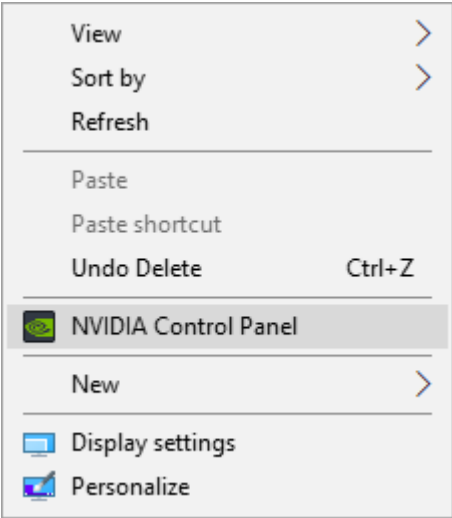 View
Sort by
Refresh
Paste
Paste shortcut
Undo Delete Ctrl+Z
NVIDIA Control Panel
New
Display settings
Personalize